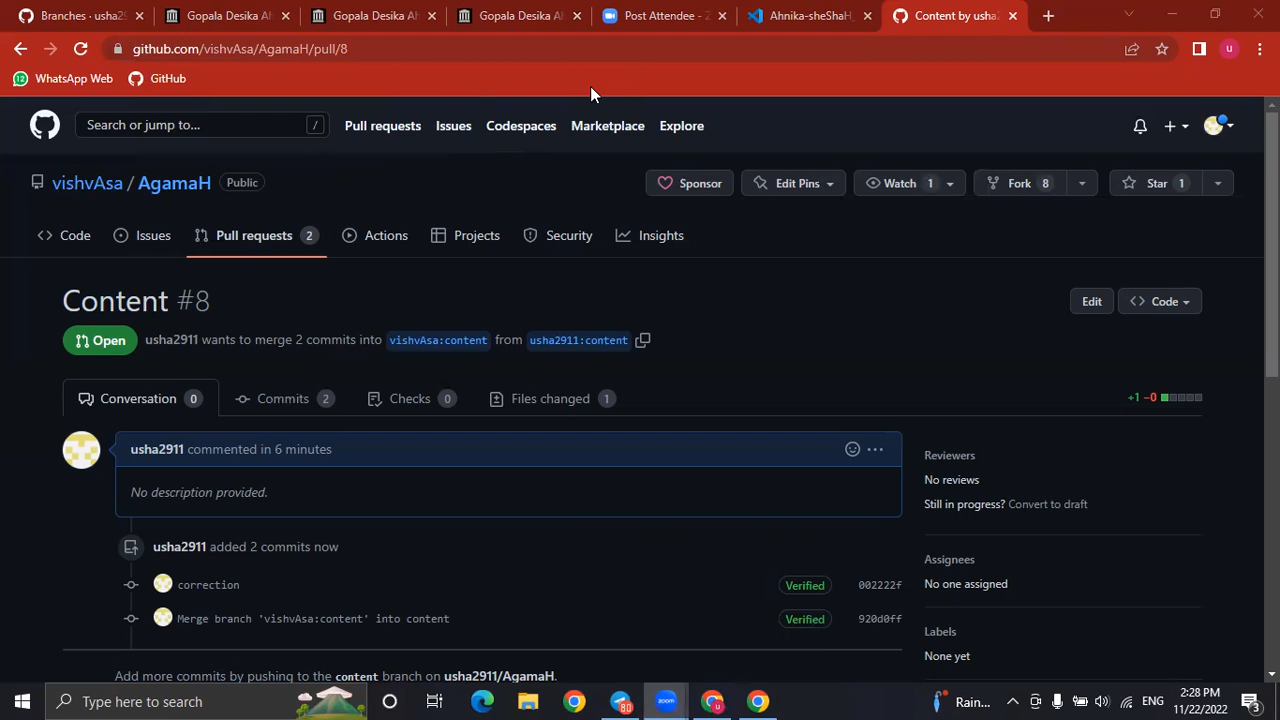 Branches · usha2
Gopala Desika Ah
Gopala Desika Ah
Gopala Desika Ah
Post Attendee - Z
Ahnika-sheShaH
Content by usha2
github.com/vishvAsa/AgamaH/pull/8
u
12
WhatsApp Web
GitHub
Search or jump to...
/
Pull requests
Issues
Codespaces
Marketplace
Explore
vishvAsa / AgamaH
Public
Sponsor
Edit Pins
Watch 1
Fork 8
Star 1
Code
Issues
Pull requests 2
Actions
Projects
Security
Insights
Content #8
Edit
<> Code
Open
usha2911 wants to merge 2 commits into vishvAsa:content from usha2911:content
Conversation 0
Commits 2
Checks 0
Files changed 1
+1 −0
usha2911 commented in 6 minutes
No description provided.
Reviewers
No reviews
Still in progress? Convert to draft
usha2911 added 2 commits now
Assignees
No one assigned
correction
Verified
002222f
Merge branch 'vishvAsa:content' into content
Verified
920d0ff
Labels
None yet
Add more commits by pushing to the content branch on usha2911/AgamaH.
Type here to search
80
zoom
u
Rain...
ENG
2:28 PM
11/22/2022
3